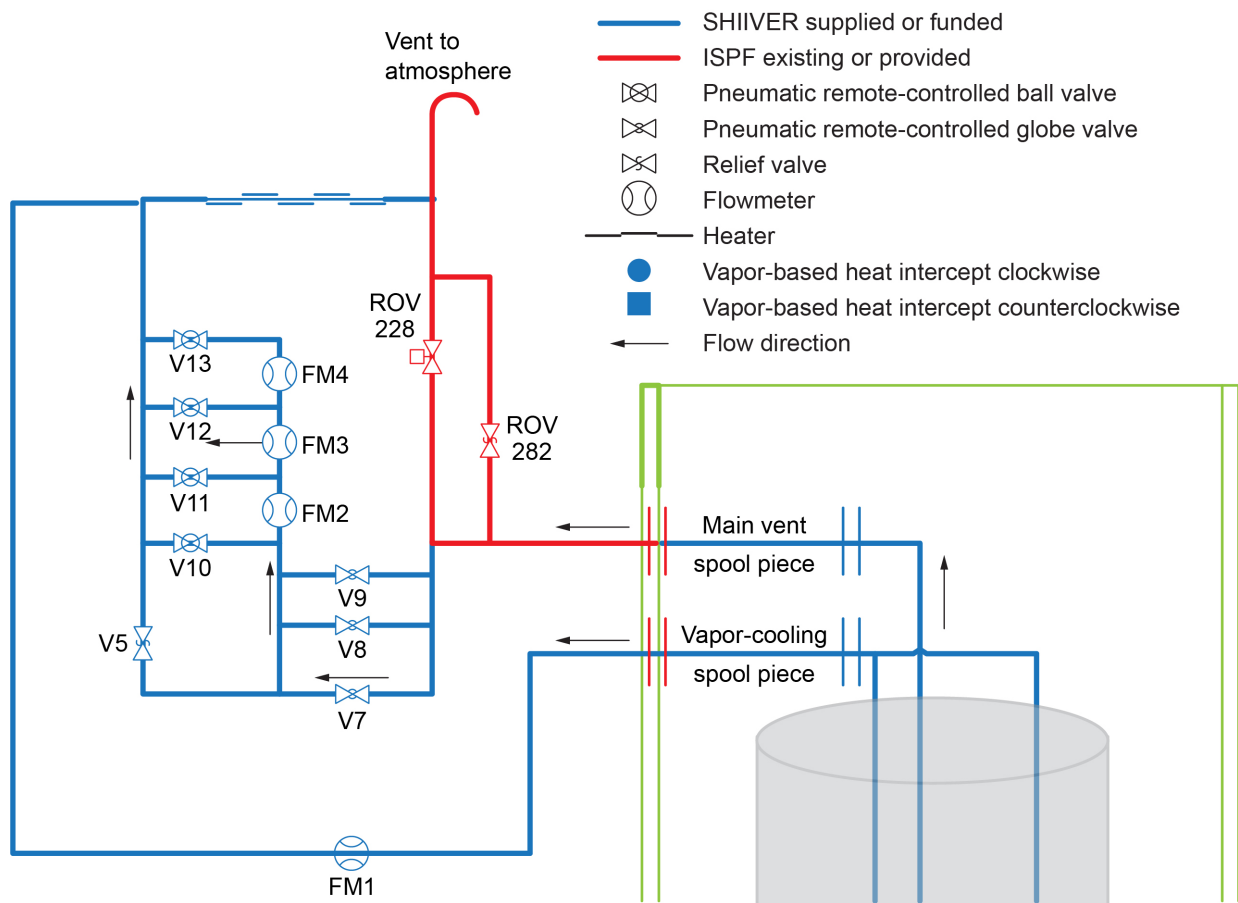 Vent to
atmosphere
SHIIVER supplied or funded
ISPF existing or provided
Pneumatic remote-controlled ball valve
Pneumatic remote-controlled globe valve
Relief valve
Flowmeter
Heater
Vapor-based heat intercept clockwise
Vapor-based heat intercept counterclockwise
Flow direction
ROV
228
V13
FM4
V12
FM3
ROV
282
V11
FM2
V10
V9
Main vent
spool piece
V5
V8
Vapor-cooling
spool piece
V7
FM1